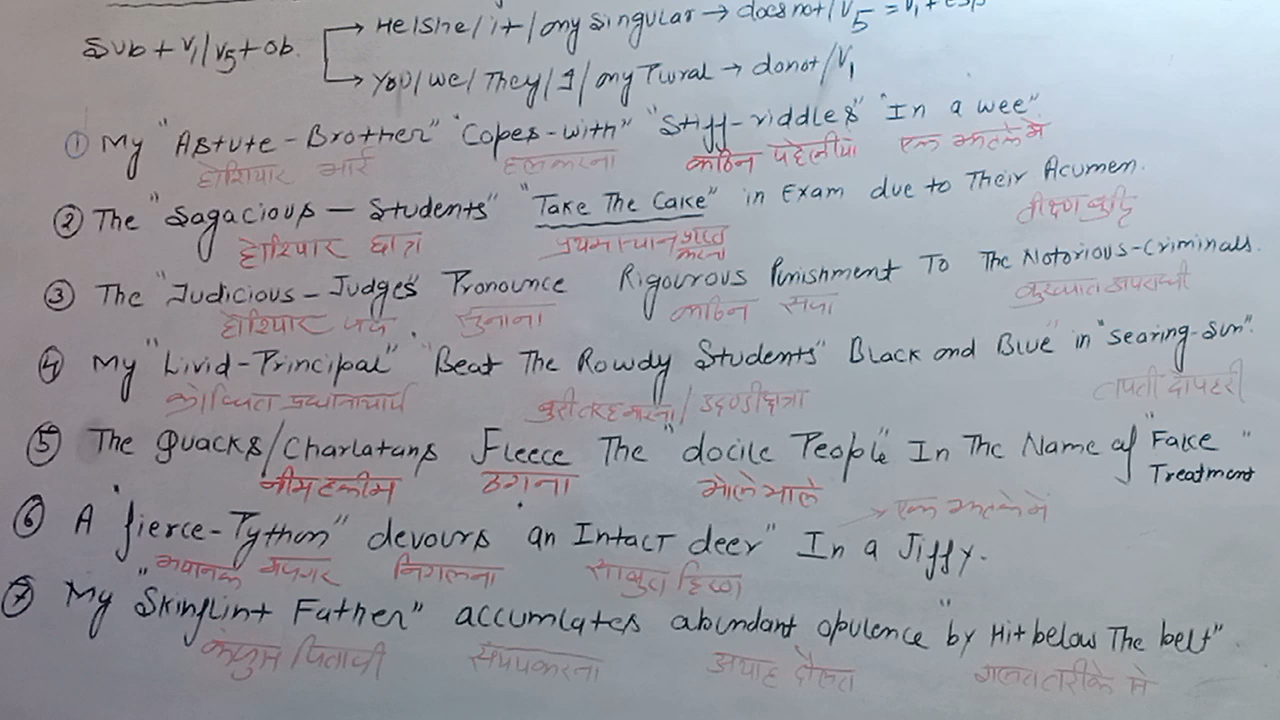 He/She/it/any singular → does not/V5 = V1 + es/s
Sub + V1/V5 + ob.
You/we/They/I/any Plural → donot/V1
① My "Astute-Brother" "Copes-with" "Stiff-riddles" "In a wee"
होशियार भाई हल करना कठिन पहेलीयां एक झटके में
② The "Sagacious - Students" "Take The Cake" in Exam due to Their Acumen.
होशियार छात्र प्रथम स्थान प्राप्त करना तीक्ष्ण बुद्धि
③ The "Judicious - Judges" Pronounce Rigourous Punishment To The Notorious-Criminals.
होशियार जज सुनाना कठिन सजा कुख्यात अपराधी
④ My "Livid-Principal" "Beat The Rowdy Students" Black and Blue" in "Searing-Sun".
क्रोधित प्रधानाचार्य बुरी तरह मारना / उदण्डी छात्रा तपती दोपहरी
⑤ The Quacks/Charlatans Fleece The "docile People" In The Name of "Fake "
Treatment
नीम हकीम ठगना भोले भाले
→ एक झटके में
⑥ A "fierce-Python" devours "an Intact deer" In a Jiffy.
भयानक अजगर निगलना साबुत हिरण
⑦ My "Skinflint Father" accumlates abundant opulence "by Hit below The belt"
कंजूस पिताजी संचय करना अथाह दौलत गलत तरीके से